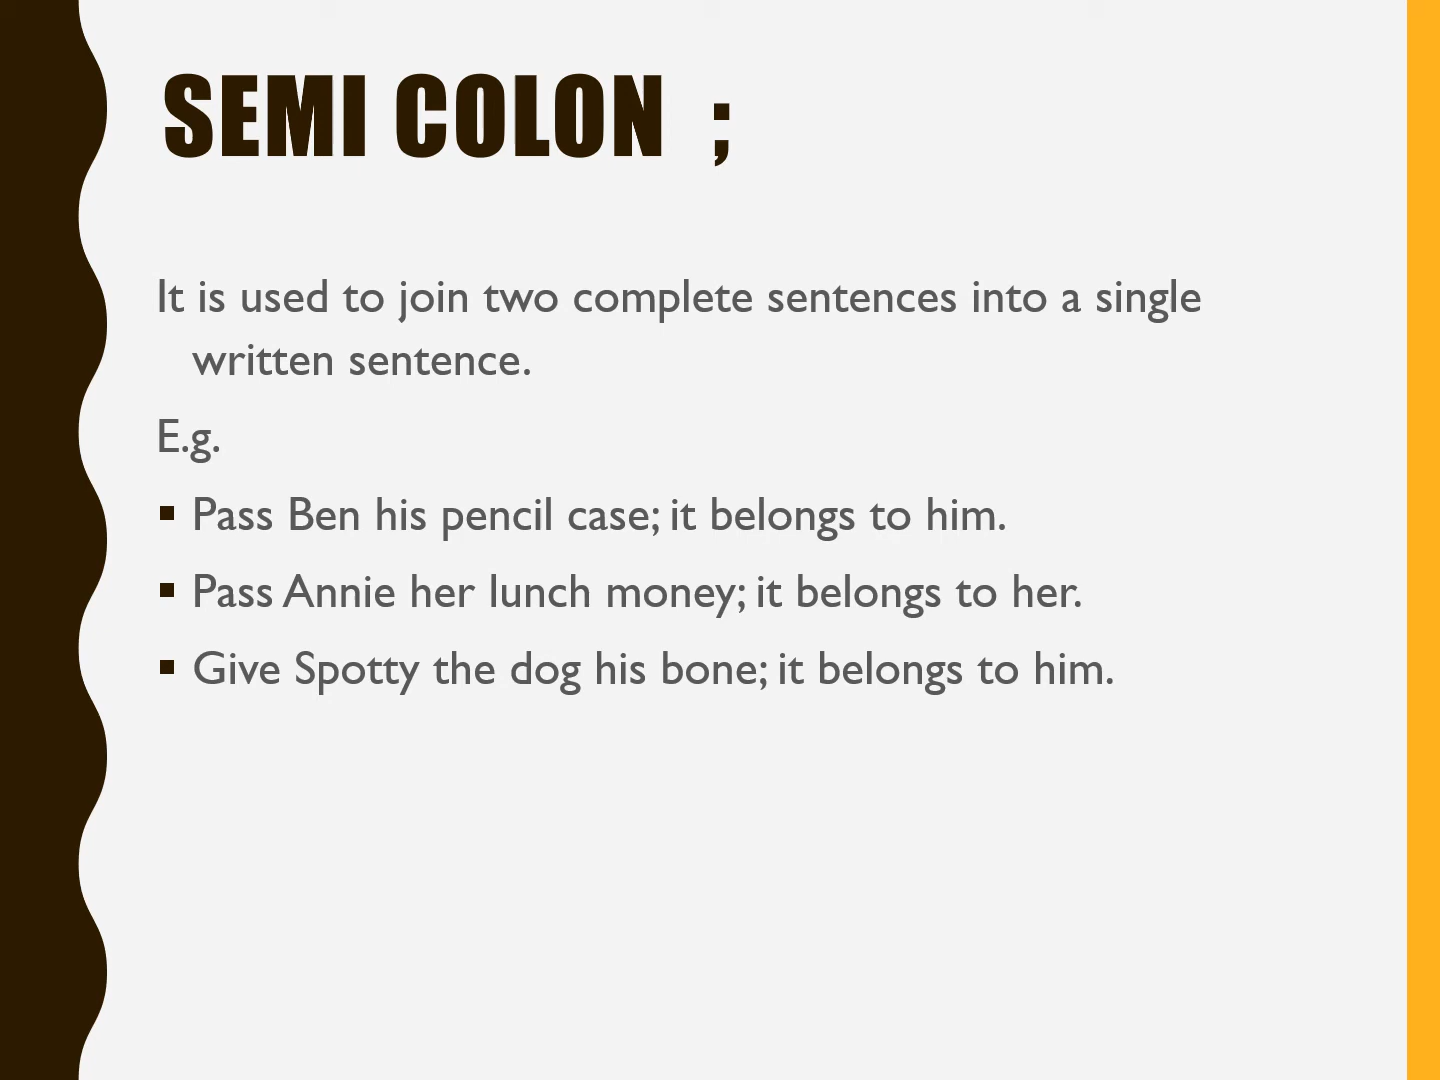 SEMI COLON ;
It is used to join two complete sentences into a single
written sentence.
E.g.
▪ Pass Ben his pencil case; it belongs to him.
▪ Pass Annie her lunch money; it belongs to her.
▪ Give Spotty the dog his bone; it belongs to him.